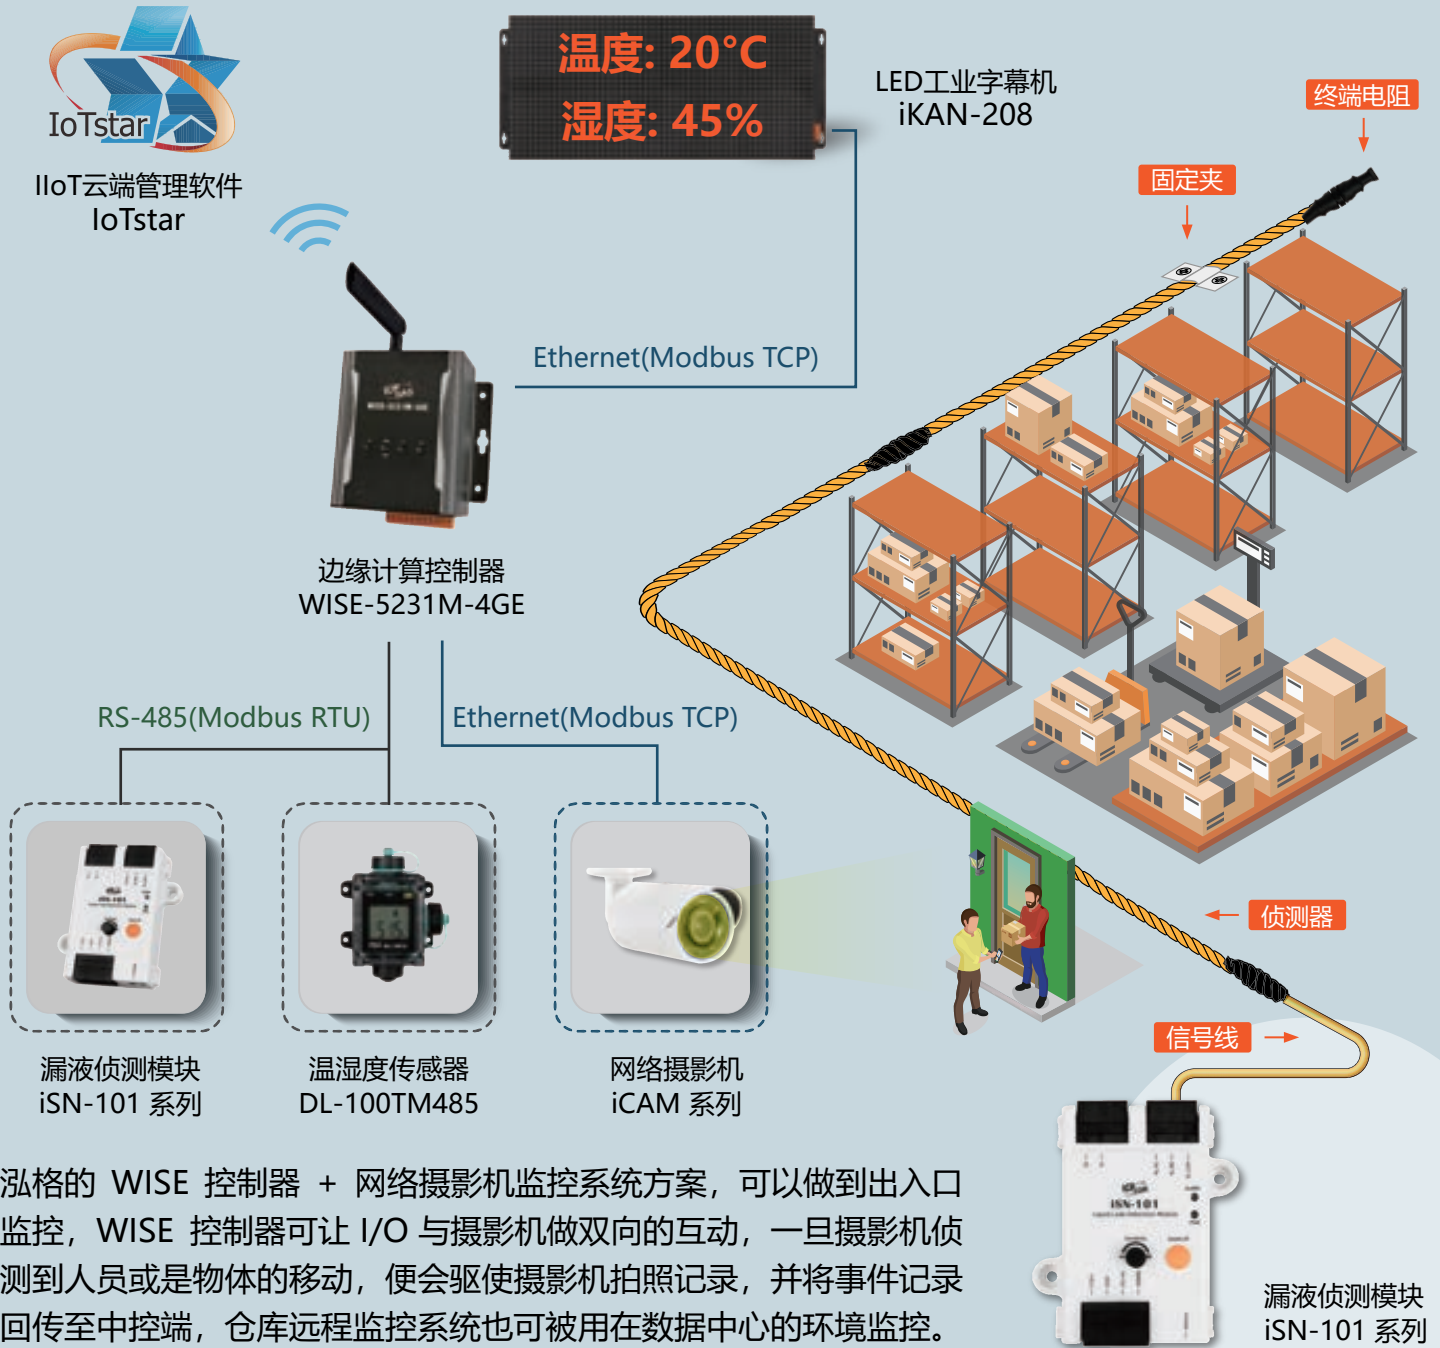 温度: 20°C
湿度: 45%
LED工业字幕机
iKAN-208
终端电阻
IoTstar
IIoT云端管理软件
IoTstar
固定夹
Ethernet(Modbus TCP)
WISE-5231M-4GE
边缘计算控制器
WISE-5231M-4GE
RS-485(Modbus RTU)
Ethernet(Modbus TCP)
侦测器
iSN-101
信号线
漏液侦测模块
iSN-101 系列
温湿度传感器
DL-100TM485
网络摄影机
iCAM 系列
iSN-101
漏液侦测模块
iSN-101 系列
泓格的 WISE 控制器 + 网络摄影机监控系统方案，可以做到出入口
监控，WISE 控制器可让 I/O 与摄影机做双向的互动，一旦摄影机侦
测到人员或是物体的移动，便会驱使摄影机拍照记录，并将事件记录
回传至中控端，仓库远程监控系统也可被用在数据中心的环境监控。